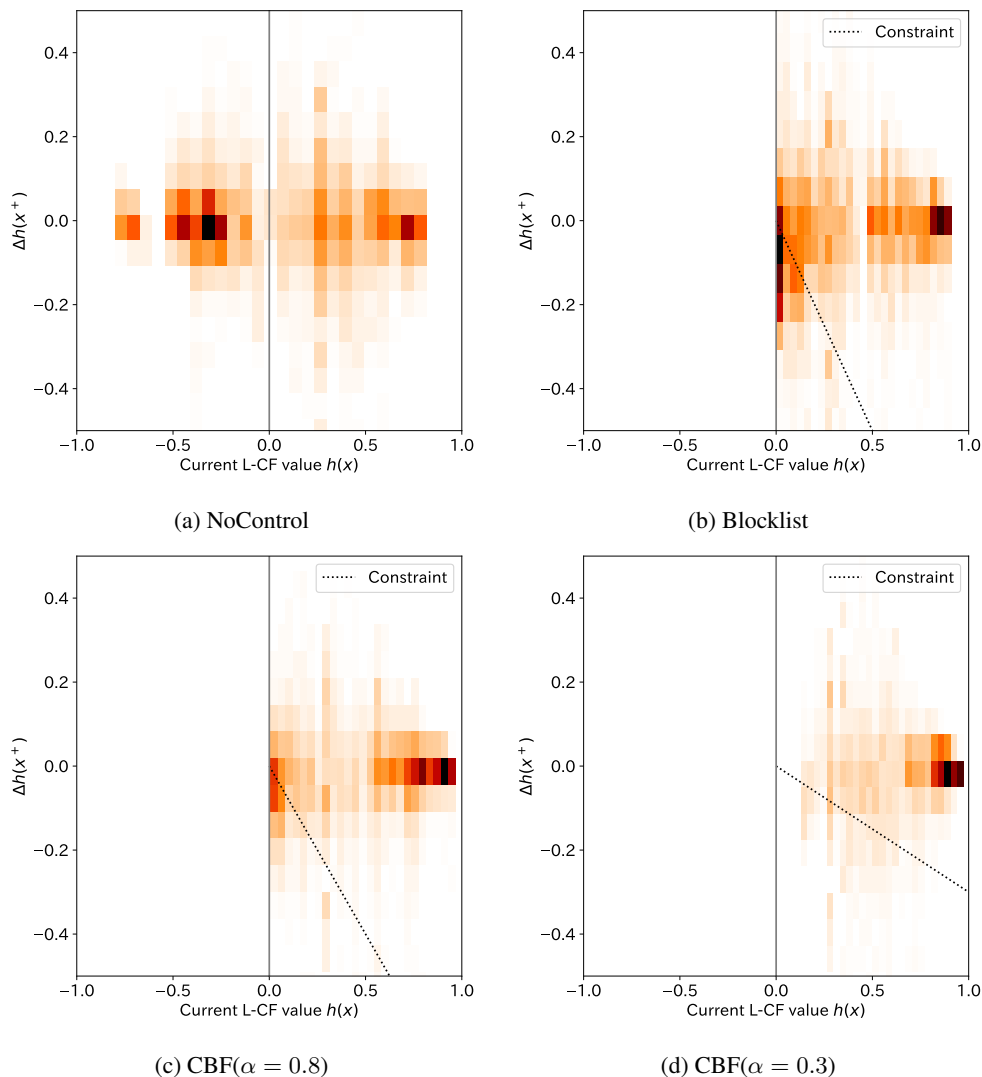 0.4
0.2
0.0
−0.2
−0.4
Δh(x⁺)
−1.0 −0.5 0.0 0.5 1.0
Current L-CF value h(x)
(a) NoControl
Constraint
0.4
0.2
0.0
−0.2
−0.4
Δh(x⁺)
−1.0 −0.5 0.0 0.5 1.0
Current L-CF value h(x)
(b) Blocklist
Constraint
0.4
0.2
0.0
−0.2
−0.4
Δh(x⁺)
−1.0 −0.5 0.0 0.5 1.0
Current L-CF value h(x)
(c) CBF(α = 0.8)
Constraint
0.4
0.2
0.0
−0.2
−0.4
Δh(x⁺)
−1.0 −0.5 0.0 0.5 1.0
Current L-CF value h(x)
(d) CBF(α = 0.3)